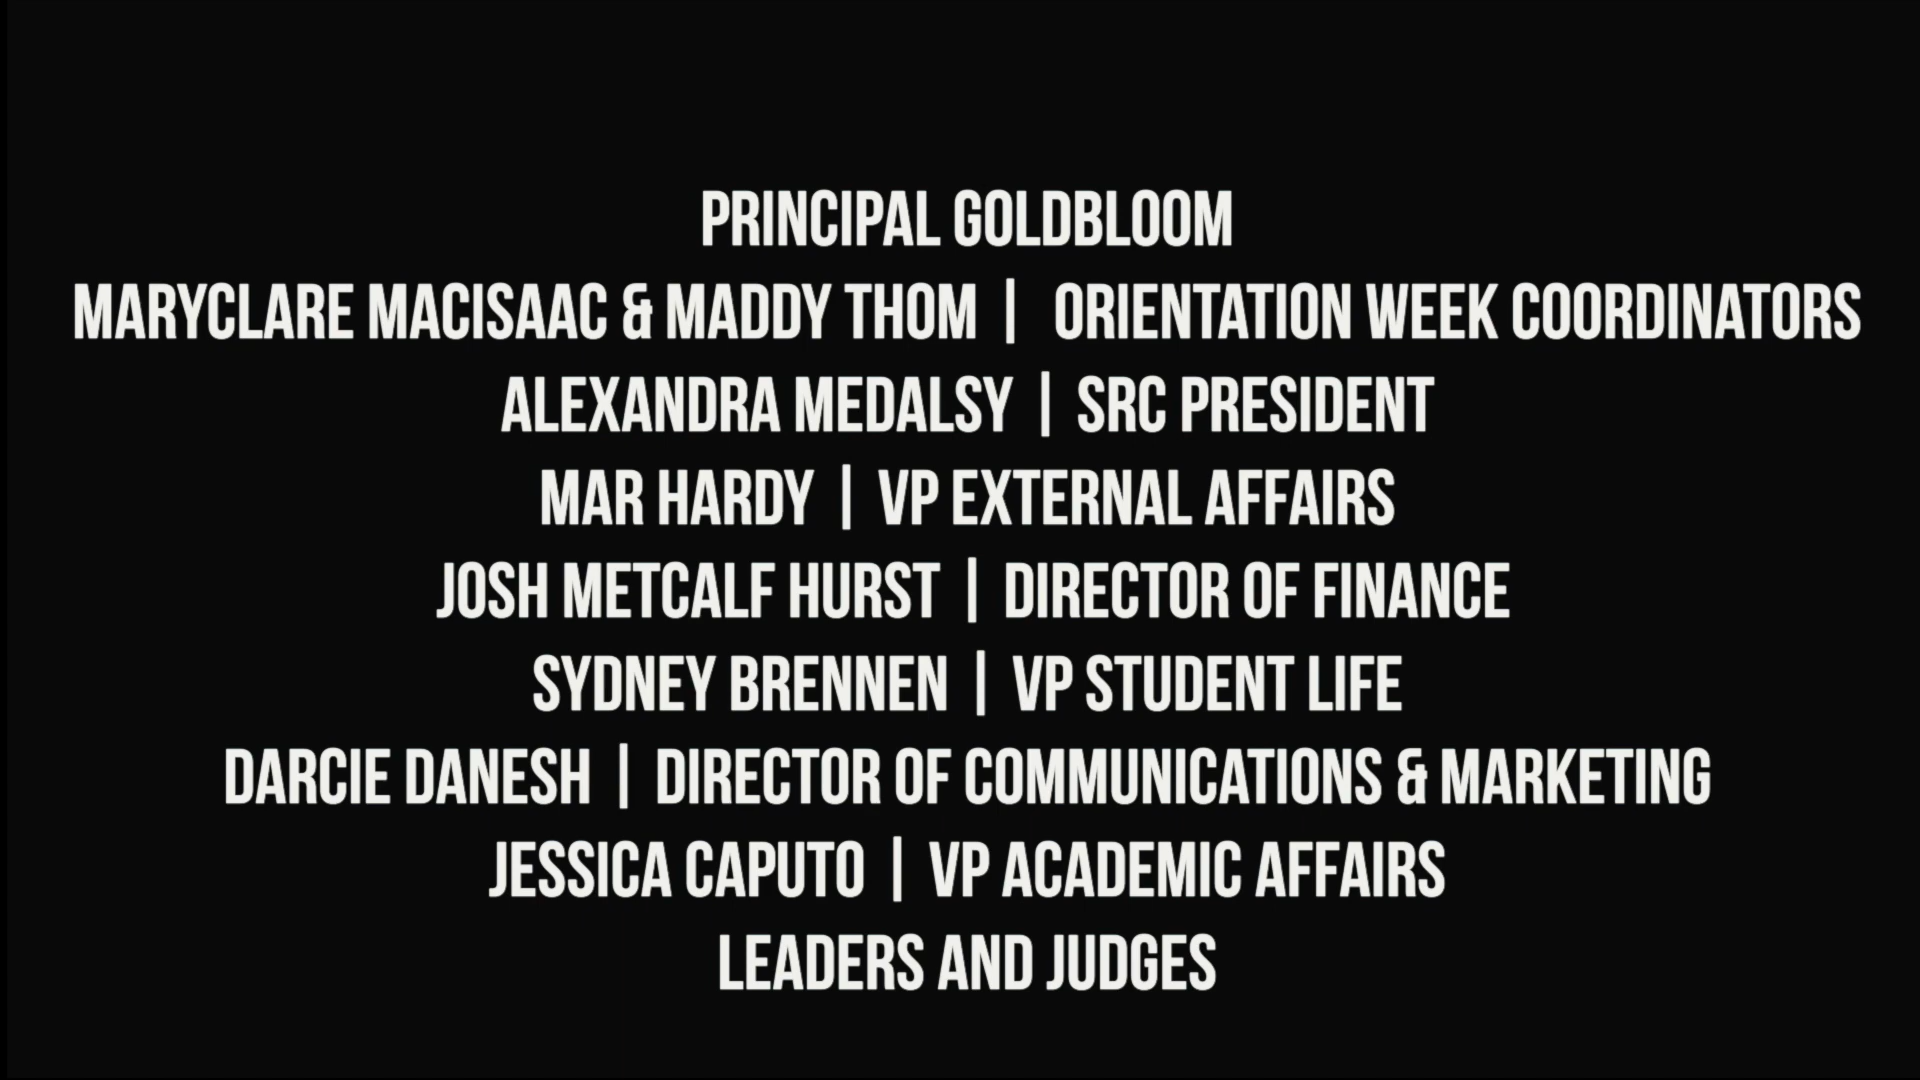 PRINCIPAL GOLDBLOOM
MARYCLARE MACISAAC & MADDY THOM | ORIENTATION WEEK COORDINATORS
ALEXANDRA MEDALSY | SRC PRESIDENT
MAR HARDY | VP EXTERNAL AFFAIRS
JOSH METCALF HURST | DIRECTOR OF FINANCE
SYDNEY BRENNEN | VP STUDENT LIFE
DARCIE DANESH | DIRECTOR OF COMMUNICATIONS & MARKETING
JESSICA CAPUTO | VP ACADEMIC AFFAIRS
LEADERS AND JUDGES